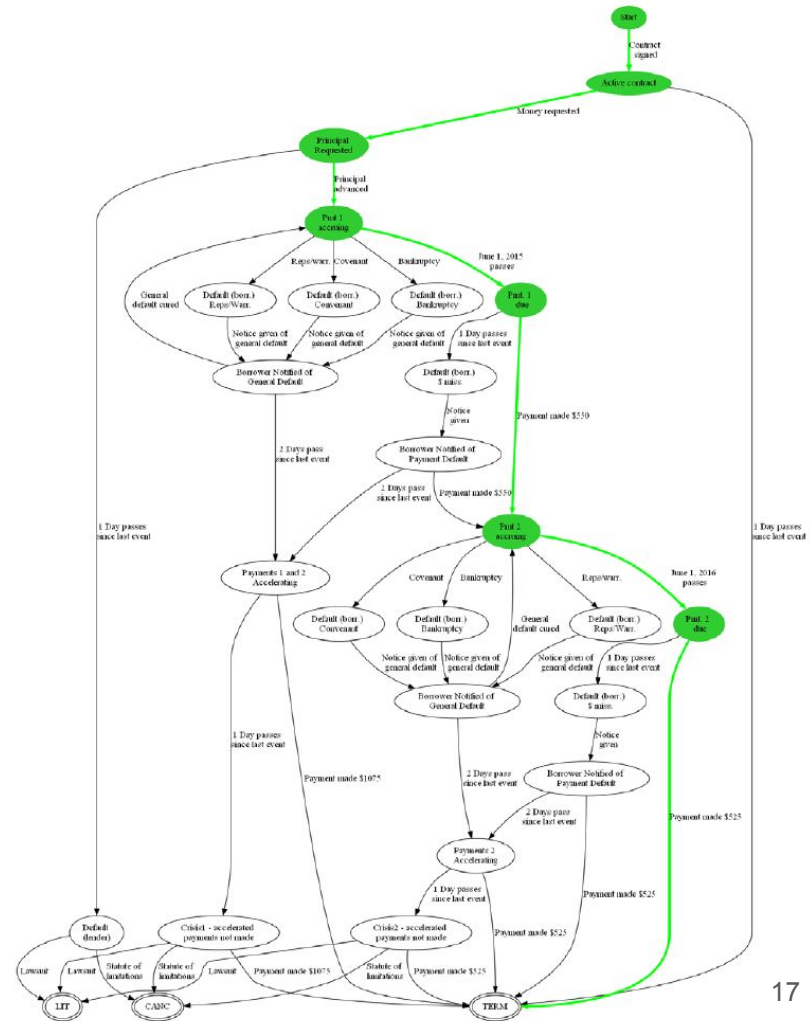 Start
Contract
signed
Active contract
Money requested
Principal
Requested
Principal
advanced
Pmt 1
accruing
June 1, 2015
passes
Reps/warr.
Covenant
Bankruptcy
General
default cured
Default (borr.)
Reps/Warr.
Default (borr.)
Convenant
Default (borr.)
Bankruptcy
Pmt. 1
due
Notice given of
general default
Notice given of
general default
Notice given of
general default
1 Day passes
since last event
Borrower Notified of
General Default
Default (borr.)
$ miss.
Payment made $550
Notice
given
2 Days pass
since last event
Borrower Notified of
Payment Default
2 Days pass
since last event
Payment made $550
1 Day passes
since last event
Pmt 2
accruing
1 Day passes
since last event
Payments 1 and 2
Accelerating
Covenant
Bankruptcy
Reps/warr.
June 1, 2016
passes
Default (borr.)
Convenant
Default (borr.)
Bankruptcy
General
default cured
Default (borr.)
Reps/Warr.
Pmt. 2
due
Notice given of
general default
Notice given of
general default
Notice given of
general default
1 Day passes
since last event
Borrower Notified of
General Default
Default (borr.)
$ miss.
1 Day passes
since last event
Notice
given
Payment made $1075
2 Days pass
since last event
Borrower Notified of
Payment Default
2 Days pass
since last event
Payment made $525
Payments 2
Accelerating
1 Day passes
since last event
Payment made $525
Payment made $525
Default
(lender)
Crisis1 - accelerated
payments not made
Crisis2 - accelerated
payments not made
Lawsuit
Lawsuit
Statute of
limitations
Statute of
limitations
Lawsuit
Payment made $1075
Statute of
limitations
Payment made $525
LIT
CANC
TERM
17